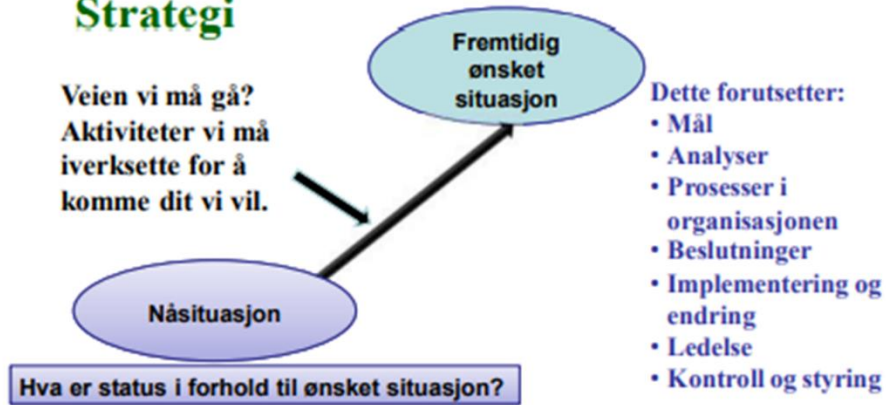 Strategi
Fremtidig
ønsket
situasjon
Veien vi må gå?
Aktiviteter vi må
iverksette for å
komme dit vi vil.
Dette forutsetter:
• Mål
• Analyser
• Prosesser i
organisasjonen
• Beslutninger
• Implementering og
endring
• Ledelse
• Kontroll og styring
Nåsituasjon
Hva er status i forhold til ønsket situasjon?